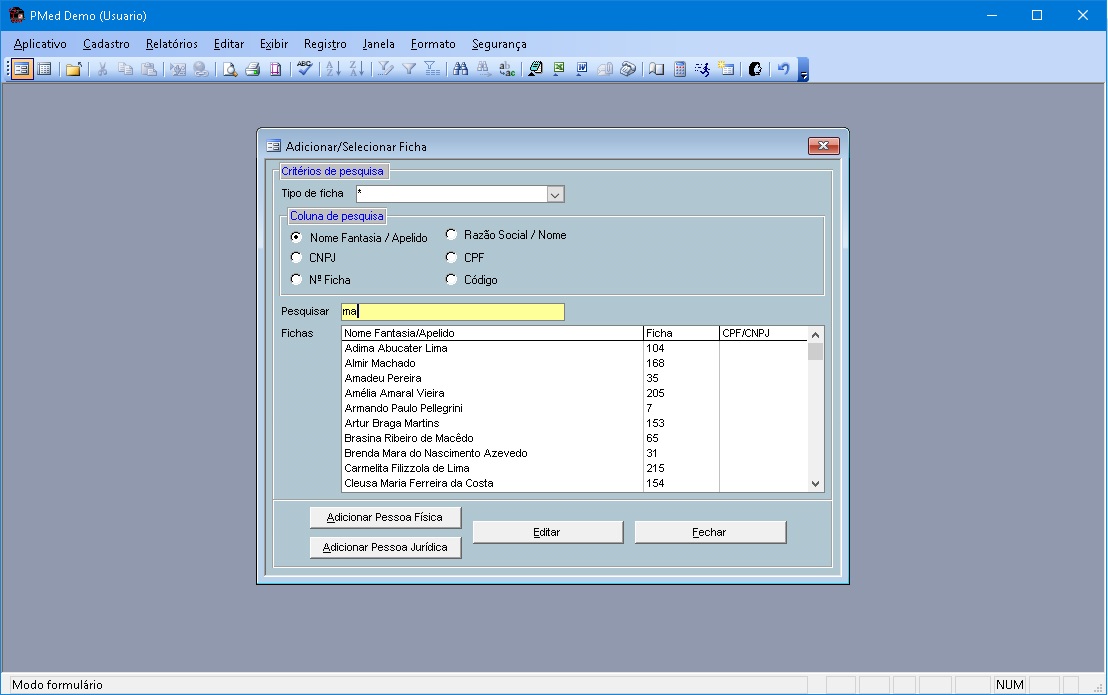 PMed Demo (Usuario)
Aplicativo Cadastro Relatórios Editar Exibir Registro Janela Formato Segurança
Adicionar/Selecionar Ficha
Critérios de pesquisa
Tipo de ficha *
Coluna de pesquisa
Nome Fantasia / Apelido Razão Social / Nome
CNPJ CPF
Nº Ficha Código
Pesquisar ma
Fichas Nome Fantasia/Apelido Ficha CPF/CNPJ
Adima Abucater Lima 104
Almir Machado 168
Amadeu Pereira 35
Amélia Amaral Vieira 205
Armando Paulo Pellegrini 7
Artur Braga Martins 153
Brasina Ribeiro de Macêdo 65
Brenda Mara do Nascimento Azevedo 31
Carmelita Filizzola de Lima 215
Cleusa Maria Ferreira da Costa 154
Adicionar Pessoa Física
Editar Fechar
Adicionar Pessoa Jurídica
Modo formulário NUM